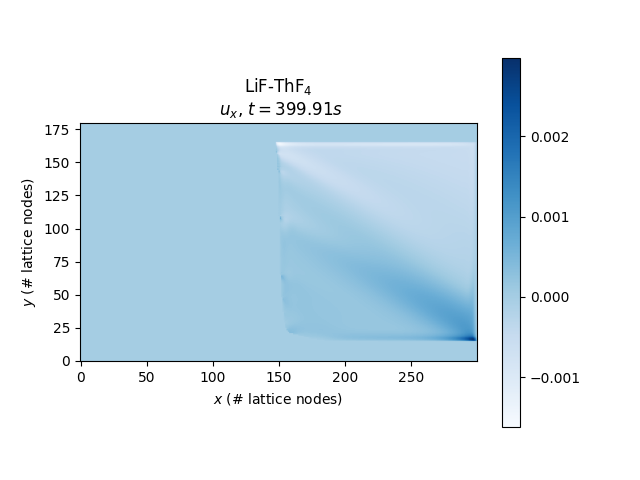 LiF-ThF₄
uₓ, t = 399.91s
175
150
125
100
75
50
25
0
y (# lattice nodes)
0 50 100 150 200 250
x (# lattice nodes)
0.002
0.001
0.000
−0.001